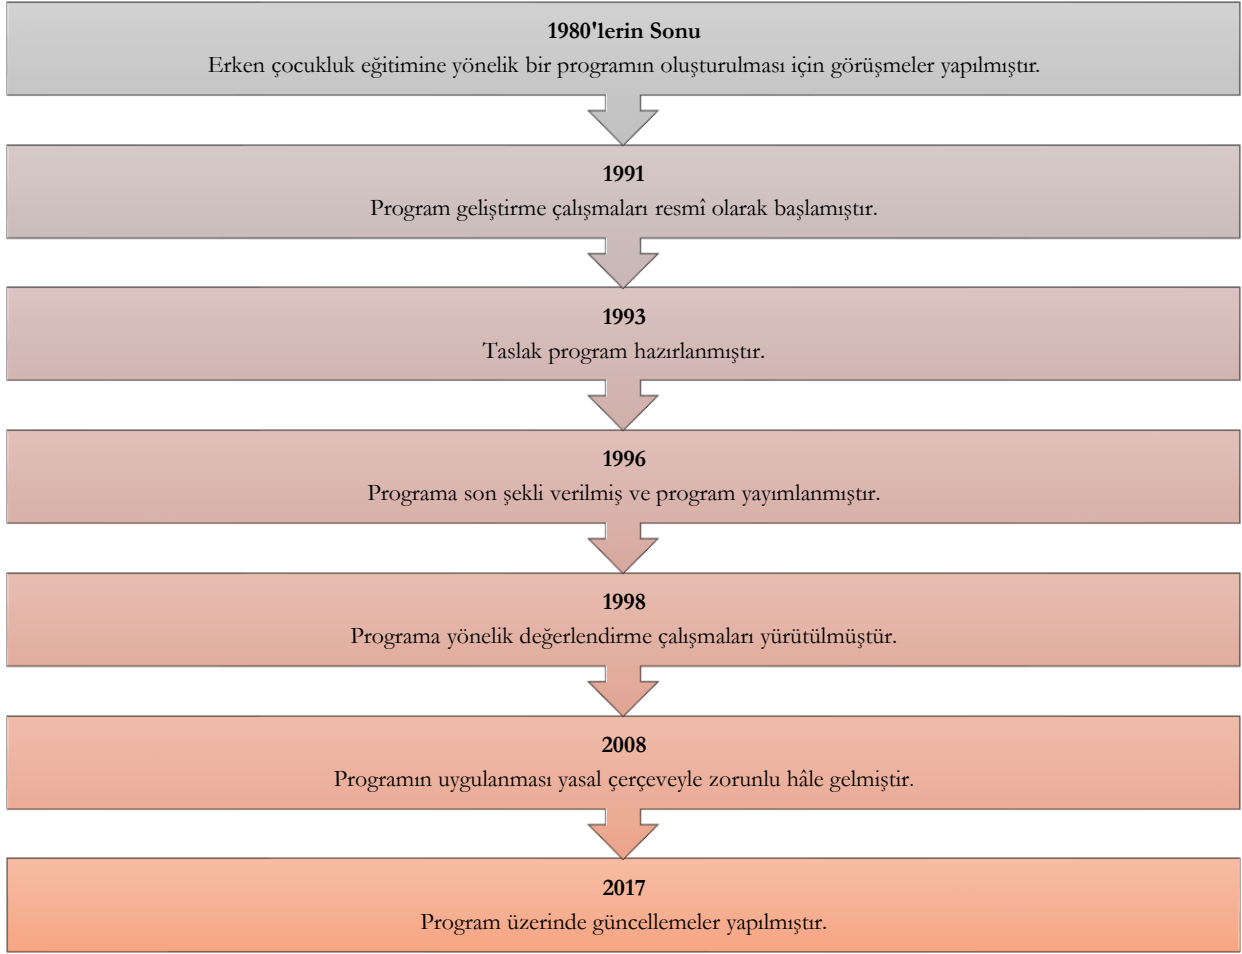 1980'lerin Sonu
Erken çocukluk eğitimine yönelik bir programın oluşturulması için görüşmeler yapılmıştır.
1991
Program geliştirme çalışmaları resmî olarak başlamıştır.
1993
Taslak program hazırlanmıştır.
1996
Programa son şekli verilmiş ve program yayımlanmıştır.
1998
Programa yönelik değerlendirme çalışmaları yürütülmüştür.
2008
Programın uygulanması yasal çerçeveyle zorunlu hâle gelmiştir.
2017
Program üzerinde güncellemeler yapılmıştır.